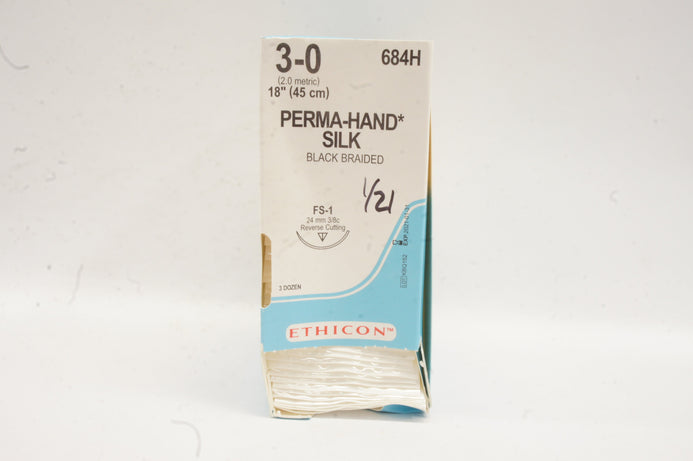 3-0
684H
(2.0 metric)
18" (45 cm)
PERMA-HAND*
SILK
BLACK BRAIDED
1/21
FS-1
24 mm 3/8c
Reverse Cutting
3 DOZEN
ETHICON™